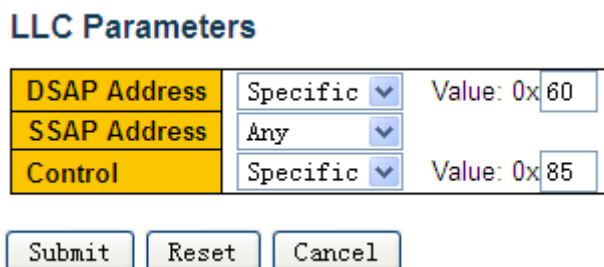 LLC Parameters
DSAP Address Specific Value: 0x 60
SSAP Address Any
Control Specific Value: 0x 85
Submit Reset Cancel